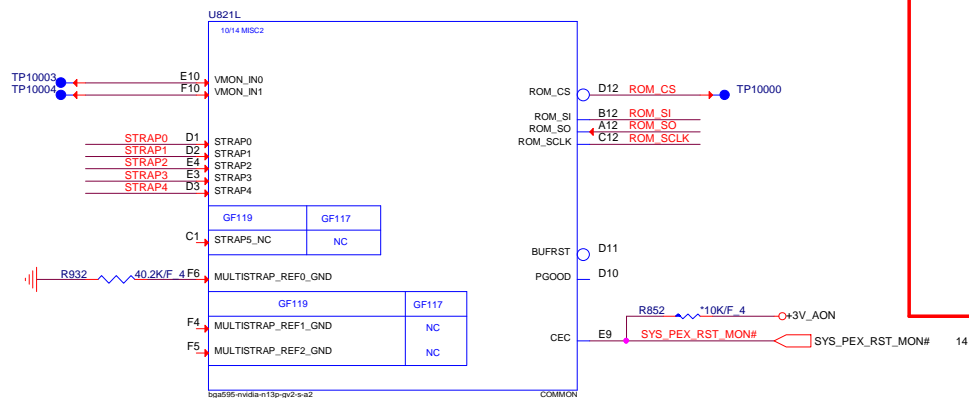 U821L
10/14 MISC2
TP10003 E10 VMON_IN0
TP10004 F10 VMON_IN1
ROM_CS D12 ROM_CS TP10000
ROM_SI B12 ROM_SI
ROM_SO A12 ROM_SO
ROM_SCLK C12 ROM_SCLK
STRAP0 D1 STRAP0
STRAP1 D2 STRAP1
STRAP2 E4 STRAP2
STRAP3 E3 STRAP3
STRAP4 D3 STRAP4
GF119 GF117
C1 STRAP5_NC NC
BUFRST D11
R932 40.2K/F_4 F6 MULTISTRAP_REF0_GND
PGOOD D10
GF119 GF117
F4 MULTISTRAP_REF1_GND NC
F5 MULTISTRAP_REF2_GND NC
R852 *10K/F_4 +3V_AON
CEC E9 SYS_PEX_RST_MON# SYS_PEX_RST_MON# 14
bga595-nvidia-n13p-gv2-s-a2 COMMON